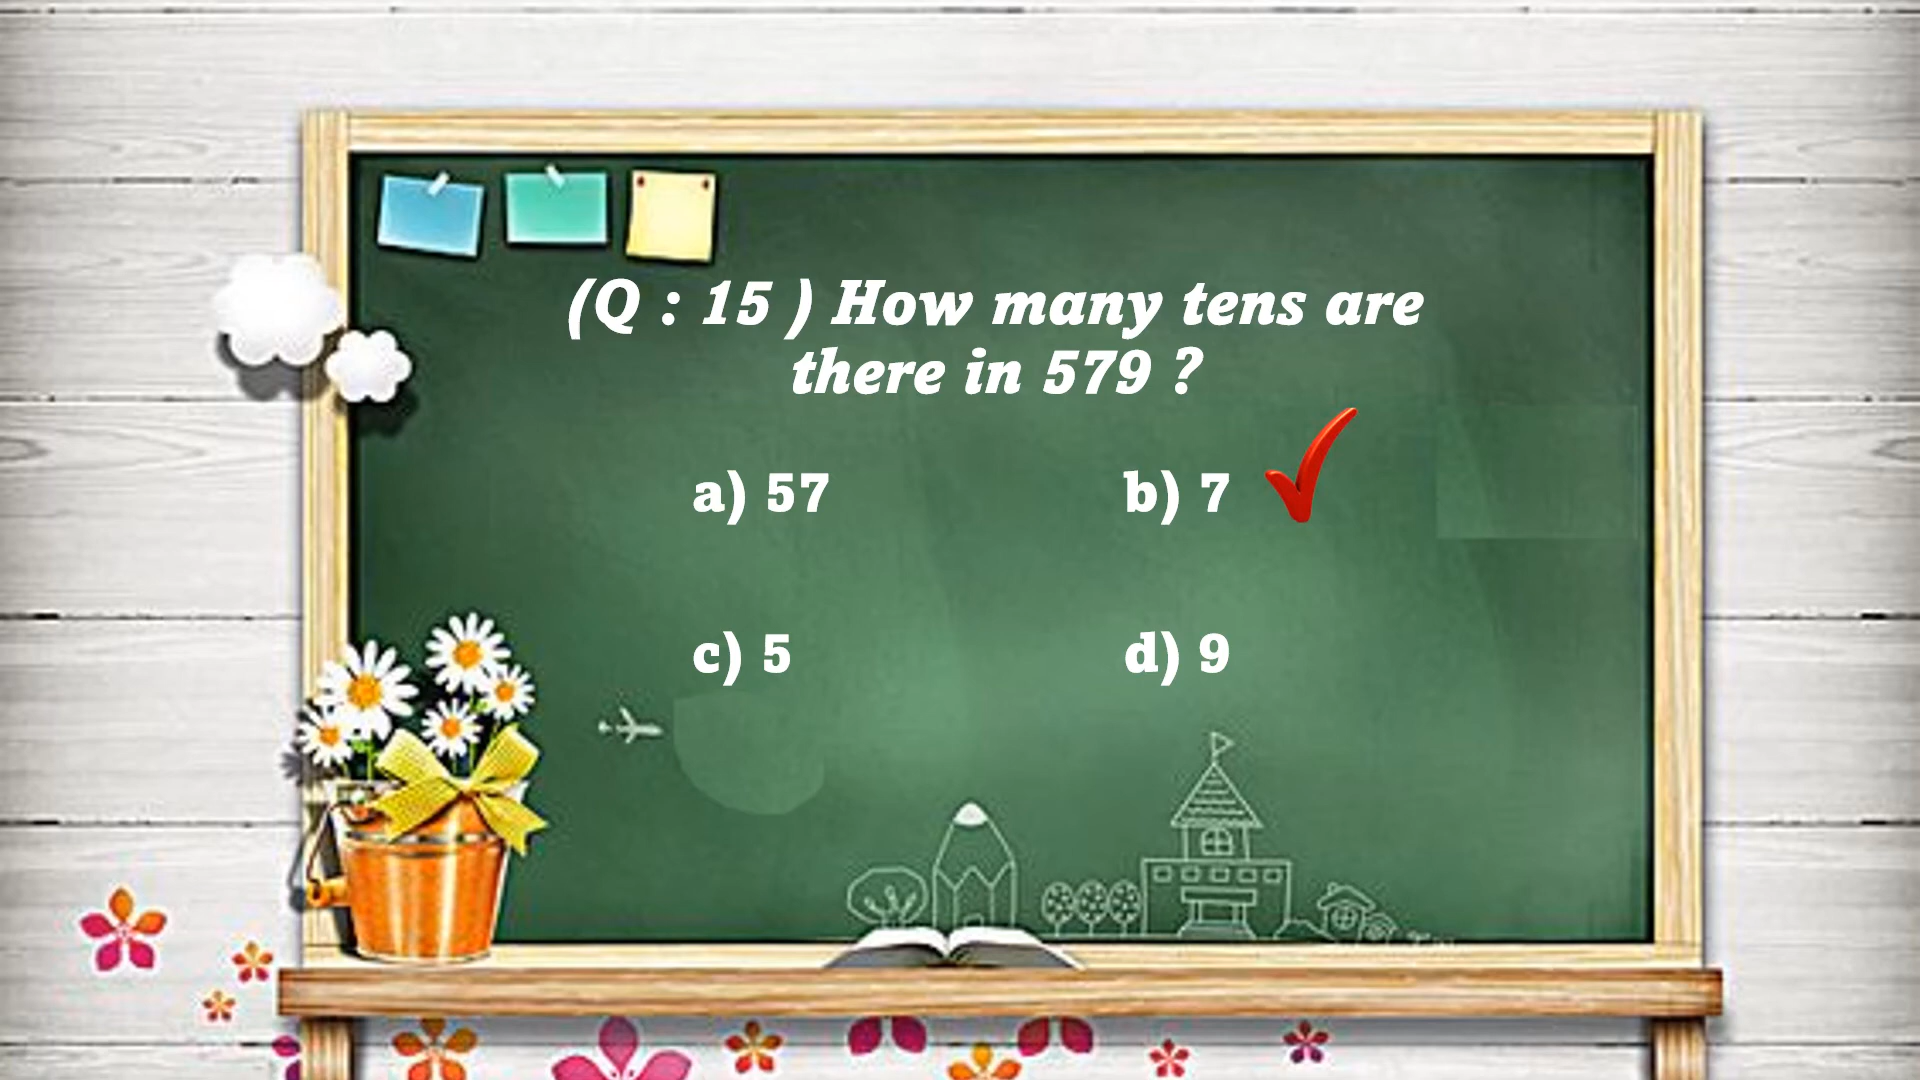 (Q : 15 ) How many tens are
there in 579 ?
a) 57 b) 7
c) 5 d) 9